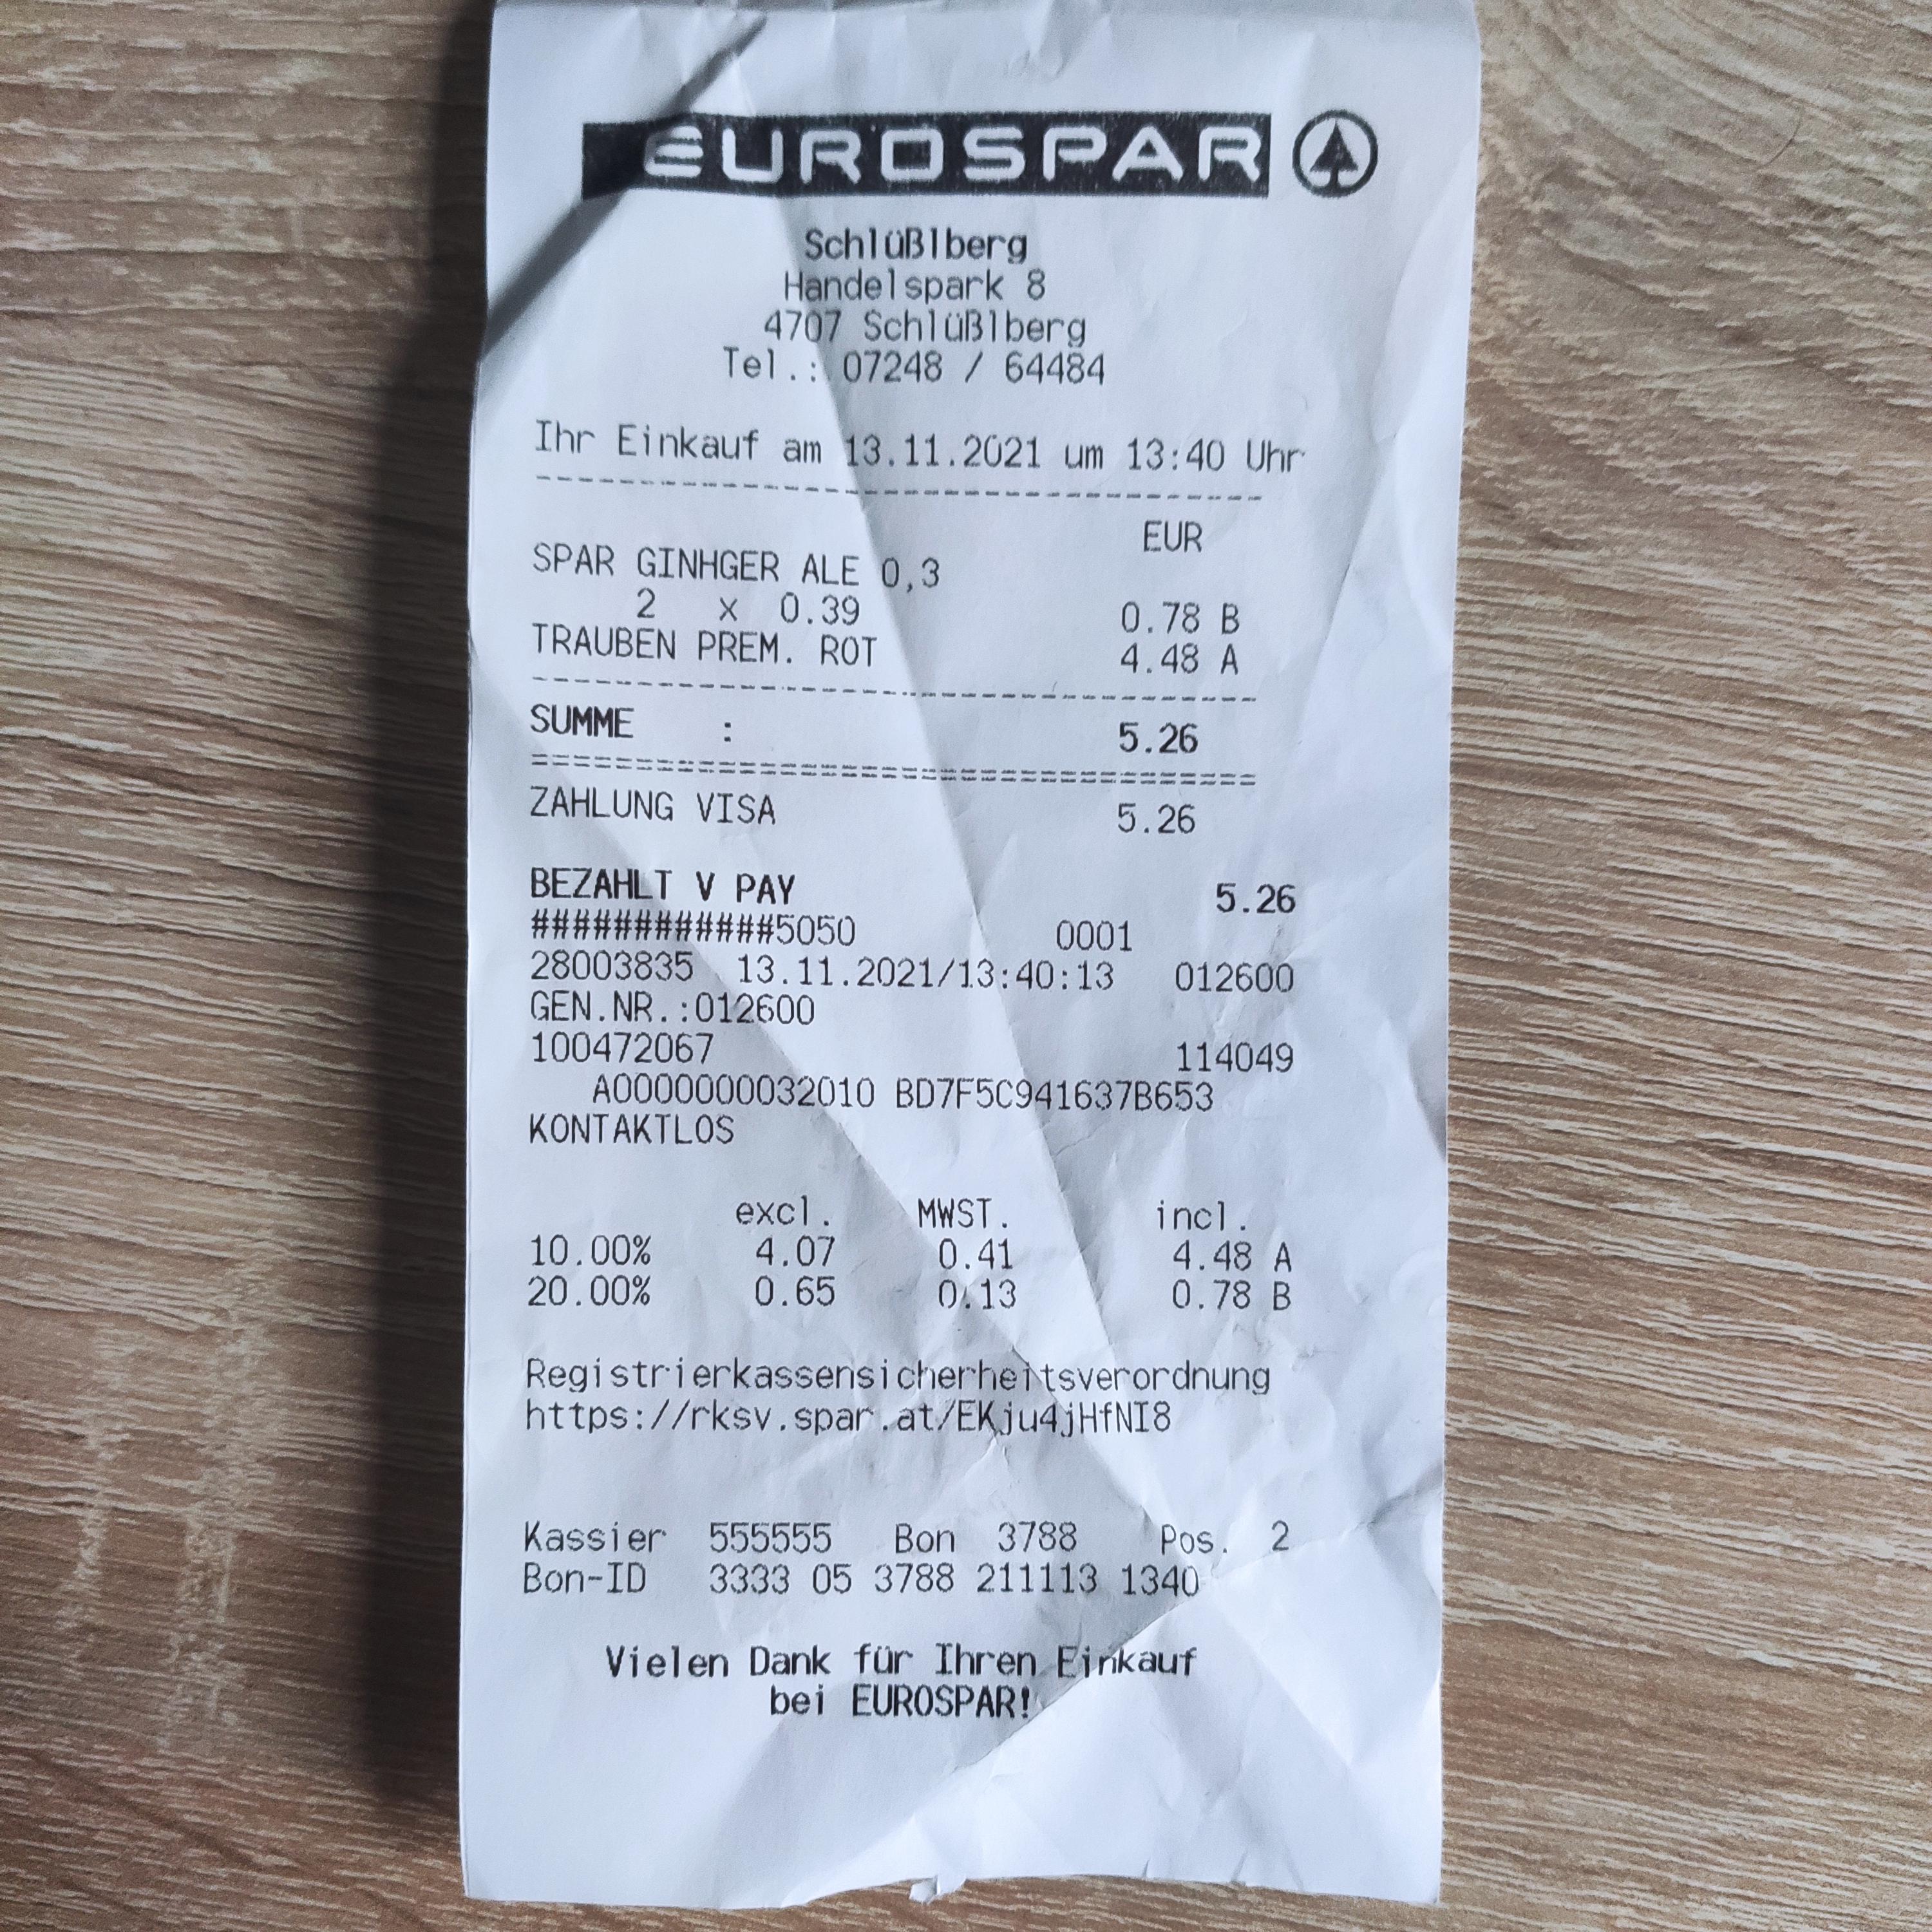 EUROSPAR
Schlüßlberg
Handelspark 8
4707 Schlüßlberg
Tel.: 07248 / 64484
Ihr Einkauf am 13.11.2021 um 13:40 Uhr
EUR
SPAR GINHGER ALE 0,3
2 x 0.39 0.78 B
TRAUBEN PREM. ROT 4.48 A
SUMME : 5.26
ZAHLUNG VISA 5.26
BEZAHLT V PAY 5.26
############5050 0001
28003835 13.11.2021/13:40:13 012600
GEN.NR.:012600
100472067 114049
A0000000032010 BD7F5C941637B653
KONTAKTLOS
excl. MWST. incl.
10.00% 4.07 0.41 4.48 A
20.00% 0.65 0.13 0.78 B
Registrierkassensicherheitsverordnung
https://rksv.spar.at/EKju4jHfNI8
Kassier 555555 Bon 3788 Pos. 2
Bon-ID 3333 05 3788 211113 1340
Vielen Dank für Ihren Einkauf
bei EUROSPAR!